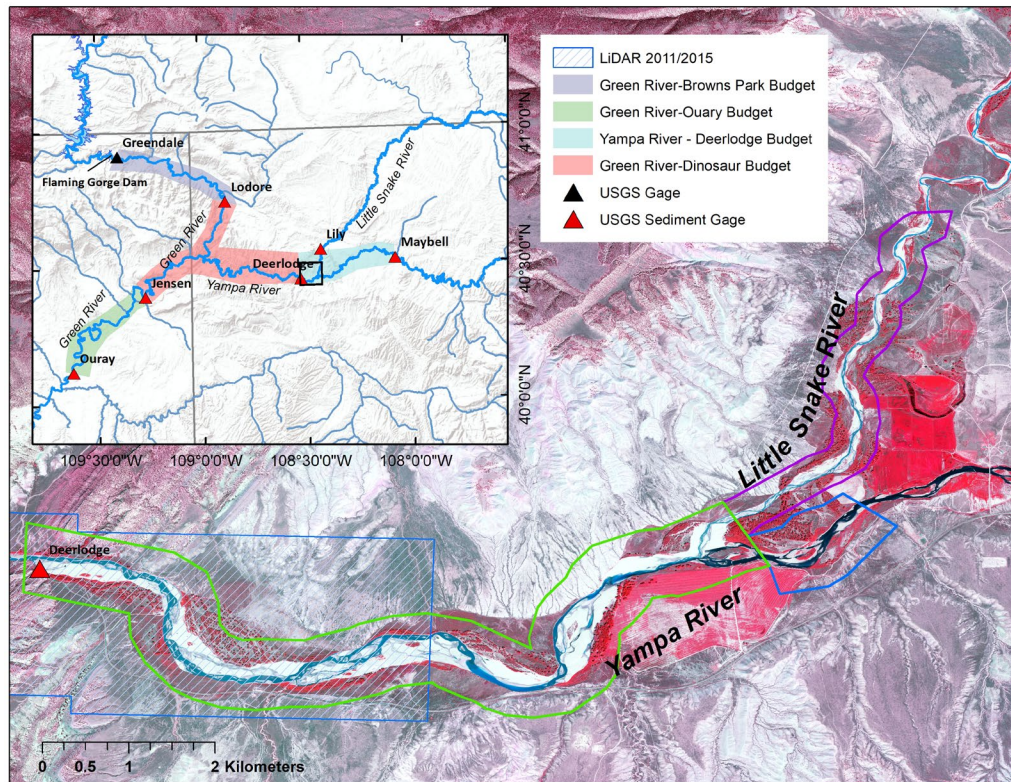 Greendale
Flaming Gorge Dam
Lodore
Green River
Little Snake River
Lily
Maybell
Deerlodge
Yampa River
Jensen
Green River
Ouray
41°0'0"N
40°30'0"N
40°0'0"N
109°30'0"W
109°0'0"W
108°30'0"W
108°0'0"W
LiDAR 2011/2015
Green River-Browns Park Budget
Green River-Ouary Budget
Yampa River - Deerlodge Budget
Green River-Dinosaur Budget
USGS Gage
USGS Sediment Gage
Little Snake River
Yampa River
Deerlodge
0 0.5 1 2 Kilometers